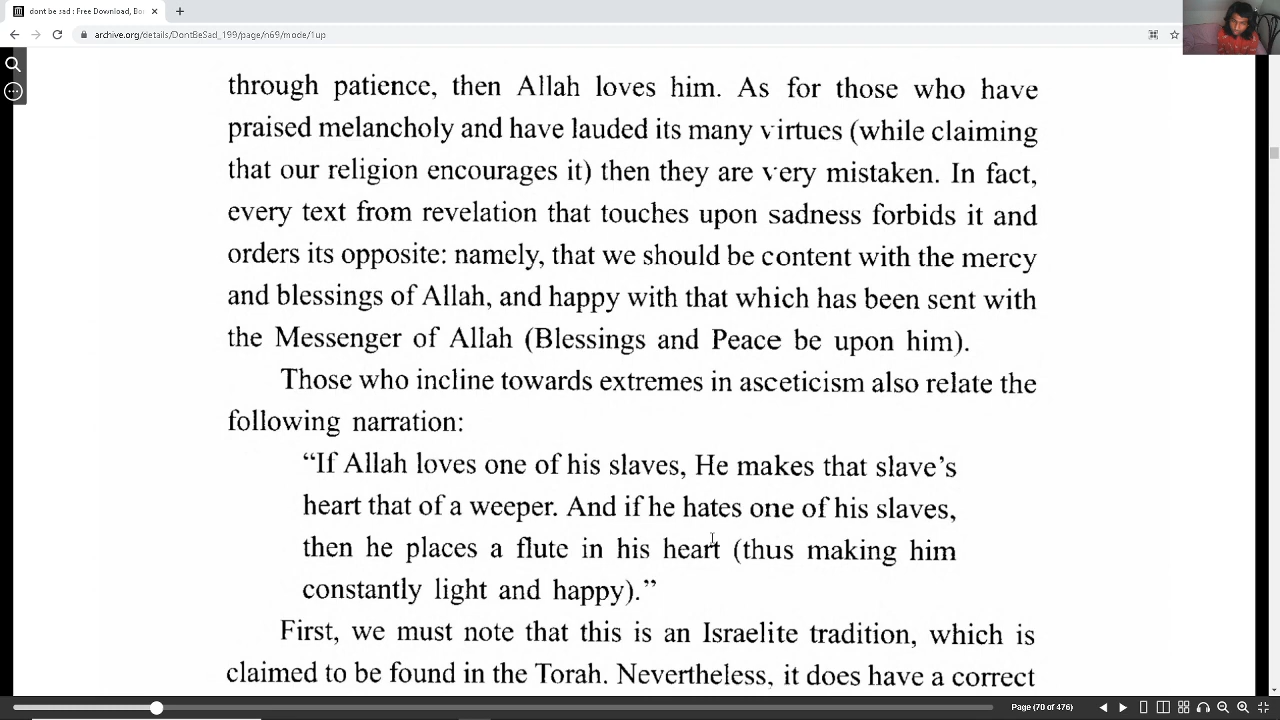 dont be sad : Free Download, Bo
archive.org/details/DontBeSad_199/page/n69/mode/1up
through patience, then Allah loves him. As for those who have
praised melancholy and have lauded its many virtues (while claiming
that our religion encourages it) then they are very mistaken. In fact,
every text from revelation that touches upon sadness forbids it and
orders its opposite: namely, that we should be content with the mercy
and blessings of Allah, and happy with that which has been sent with
the Messenger of Allah (Blessings and Peace be upon him).
Those who incline towards extremes in asceticism also relate the
following narration:
“If Allah loves one of his slaves, He makes that slave’s
heart that of a weeper. And if he hates one of his slaves,
then he places a flute in his heart (thus making him
constantly light and happy).”
First, we must note that this is an Israelite tradition, which is
claimed to be found in the Torah. Nevertheless, it does have a correct
Page (70 of 476)